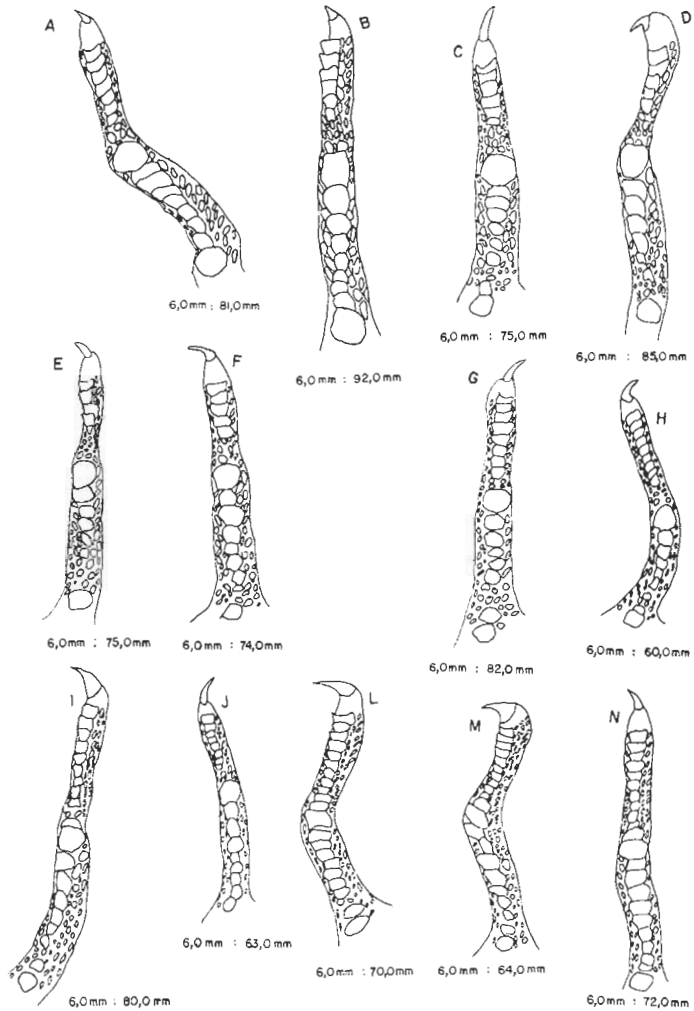 A
B
C
D
6,0mm : 81,0mm
6,0mm : 92,0mm
6,0mm : 75,0mm
6,0mm : 85,0mm
E
F
G
H
6,0mm : 75,0mm
6,0mm : 74,0mm
6,0mm : 82,0mm
6,0mm : 60,0mm
I
J
L
M
N
6,0mm : 80,0mm
6,0mm : 63,0mm
6,0mm : 70,0mm
6,0mm : 64,0mm
6,0mm : 72,0mm